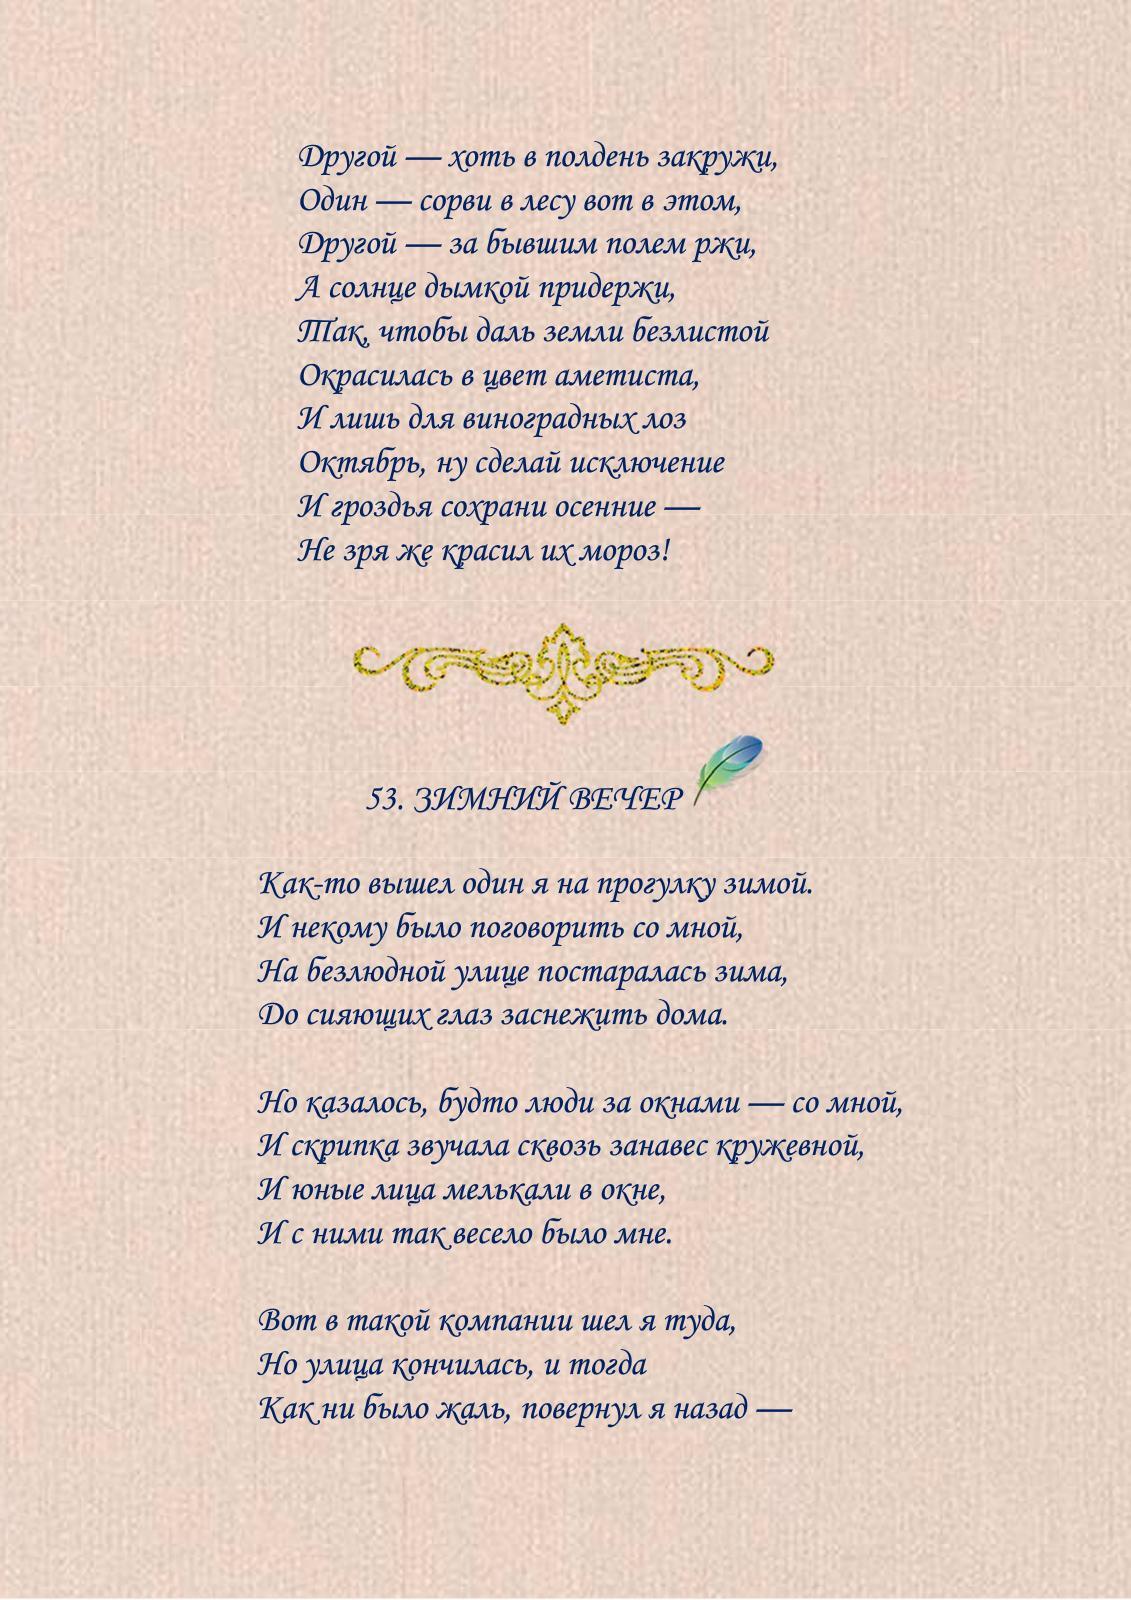 Другой — хоть в полдень закружи,
Один — сорви в лесу вот в этом,
Другой — за бывшим полем ржи,
А солнце дымкой придержи,
Так, чтобы даль земли безлистой
Окрасилась в цвет аметиста,
И лишь для виноградных лоз
Октябрь, ну сделай исключение
И гроздья сохрани осенние —
Не зря же красил их мороз!
53. ЗИМНИЙ ВЕЧЕР
Как-то вышел один я на прогулку зимой.
И некому было поговорить со мной,
На безлюдной улице постаралась зима,
До сияющих глаз заснежить дома.
Но казалось, будто люди за окнами — со мной,
И скрипка звучала сквозь занавес кружевной,
И юные лица мелькали в окне,
И с ними так весело было мне.
Вот в такой компании шел я туда,
Но улица кончилась, и тогда
Как ни было жаль, повернул я назад —